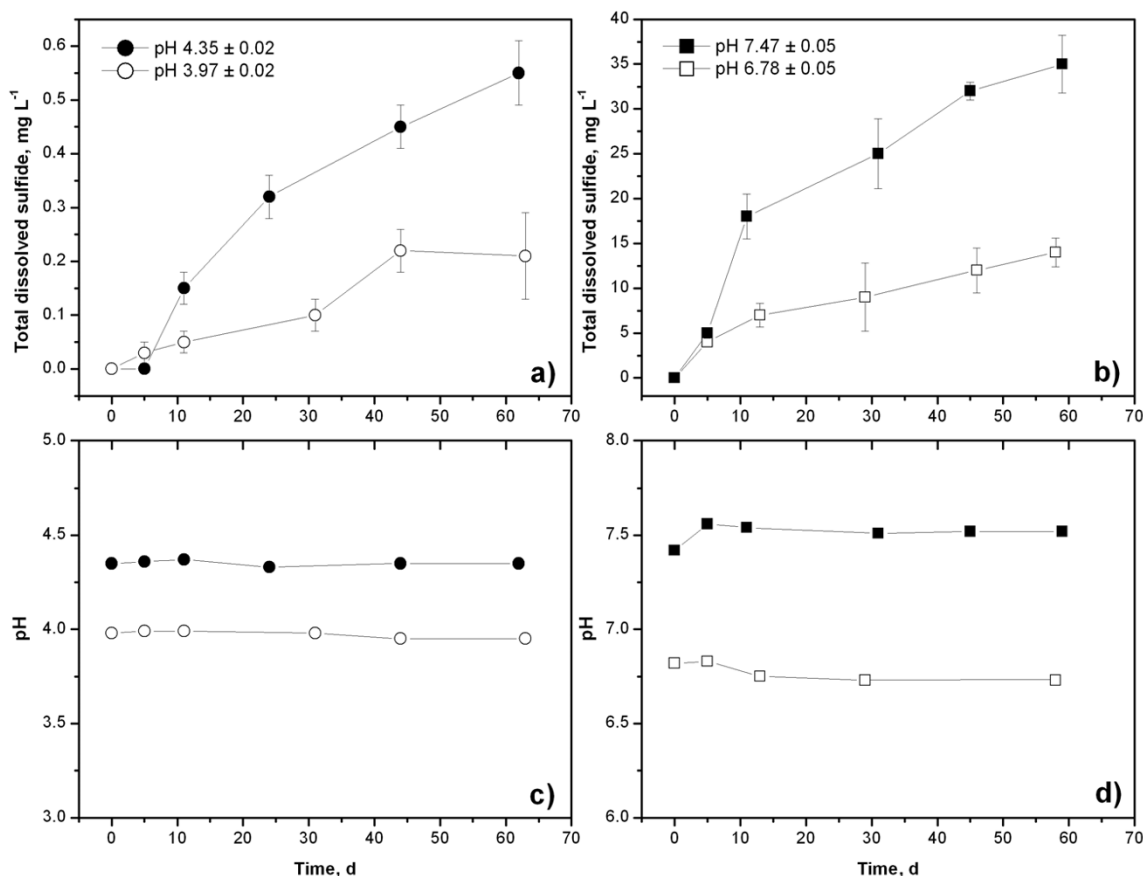 pH 4.35 ± 0.02
pH 3.97 ± 0.02
Total dissolved sulfide, mg L⁻¹
0.6
0.5
0.4
0.3
0.2
0.1
0.0
0 10 20 30 40 50 60 70
a)
pH 7.47 ± 0.05
pH 6.78 ± 0.05
Total dissolved sulfide, mg L⁻¹
40
35
30
25
20
15
10
5
0
0 10 20 30 40 50 60 70
b)
pH
5.0
4.5
4.0
3.5
3.0
0 10 20 30 40 50 60 70
Time, d
c)
pH
8.0
7.5
7.0
6.5
6.0
0 10 20 30 40 50 60 70
Time, d
d)